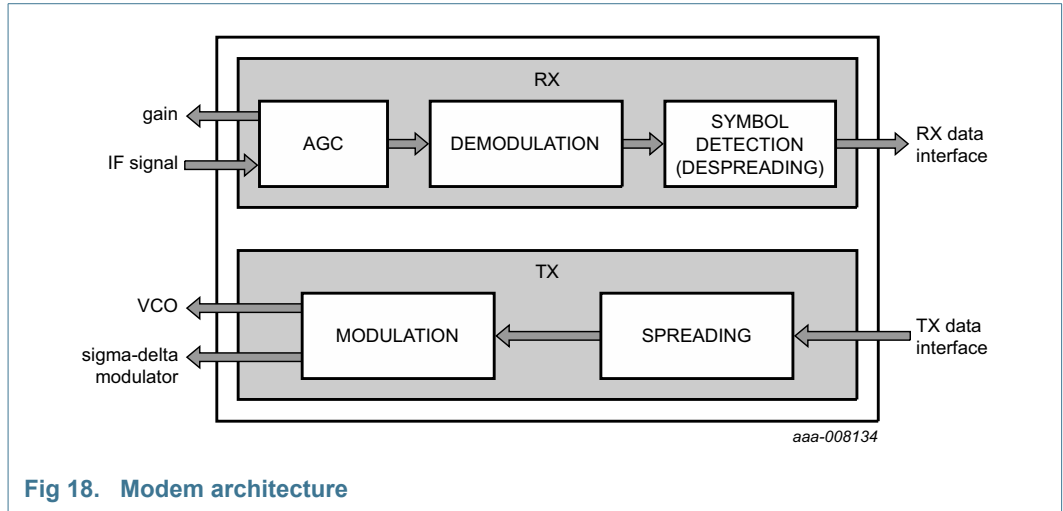 RX
gain
IF signal
AGC
DEMODULATION
SYMBOL
DETECTION
(DESPREADING)
RX data
interface
TX
VCO
sigma-delta
modulator
MODULATION
SPREADING
TX data
interface
aaa-008134
Fig 18. Modem architecture